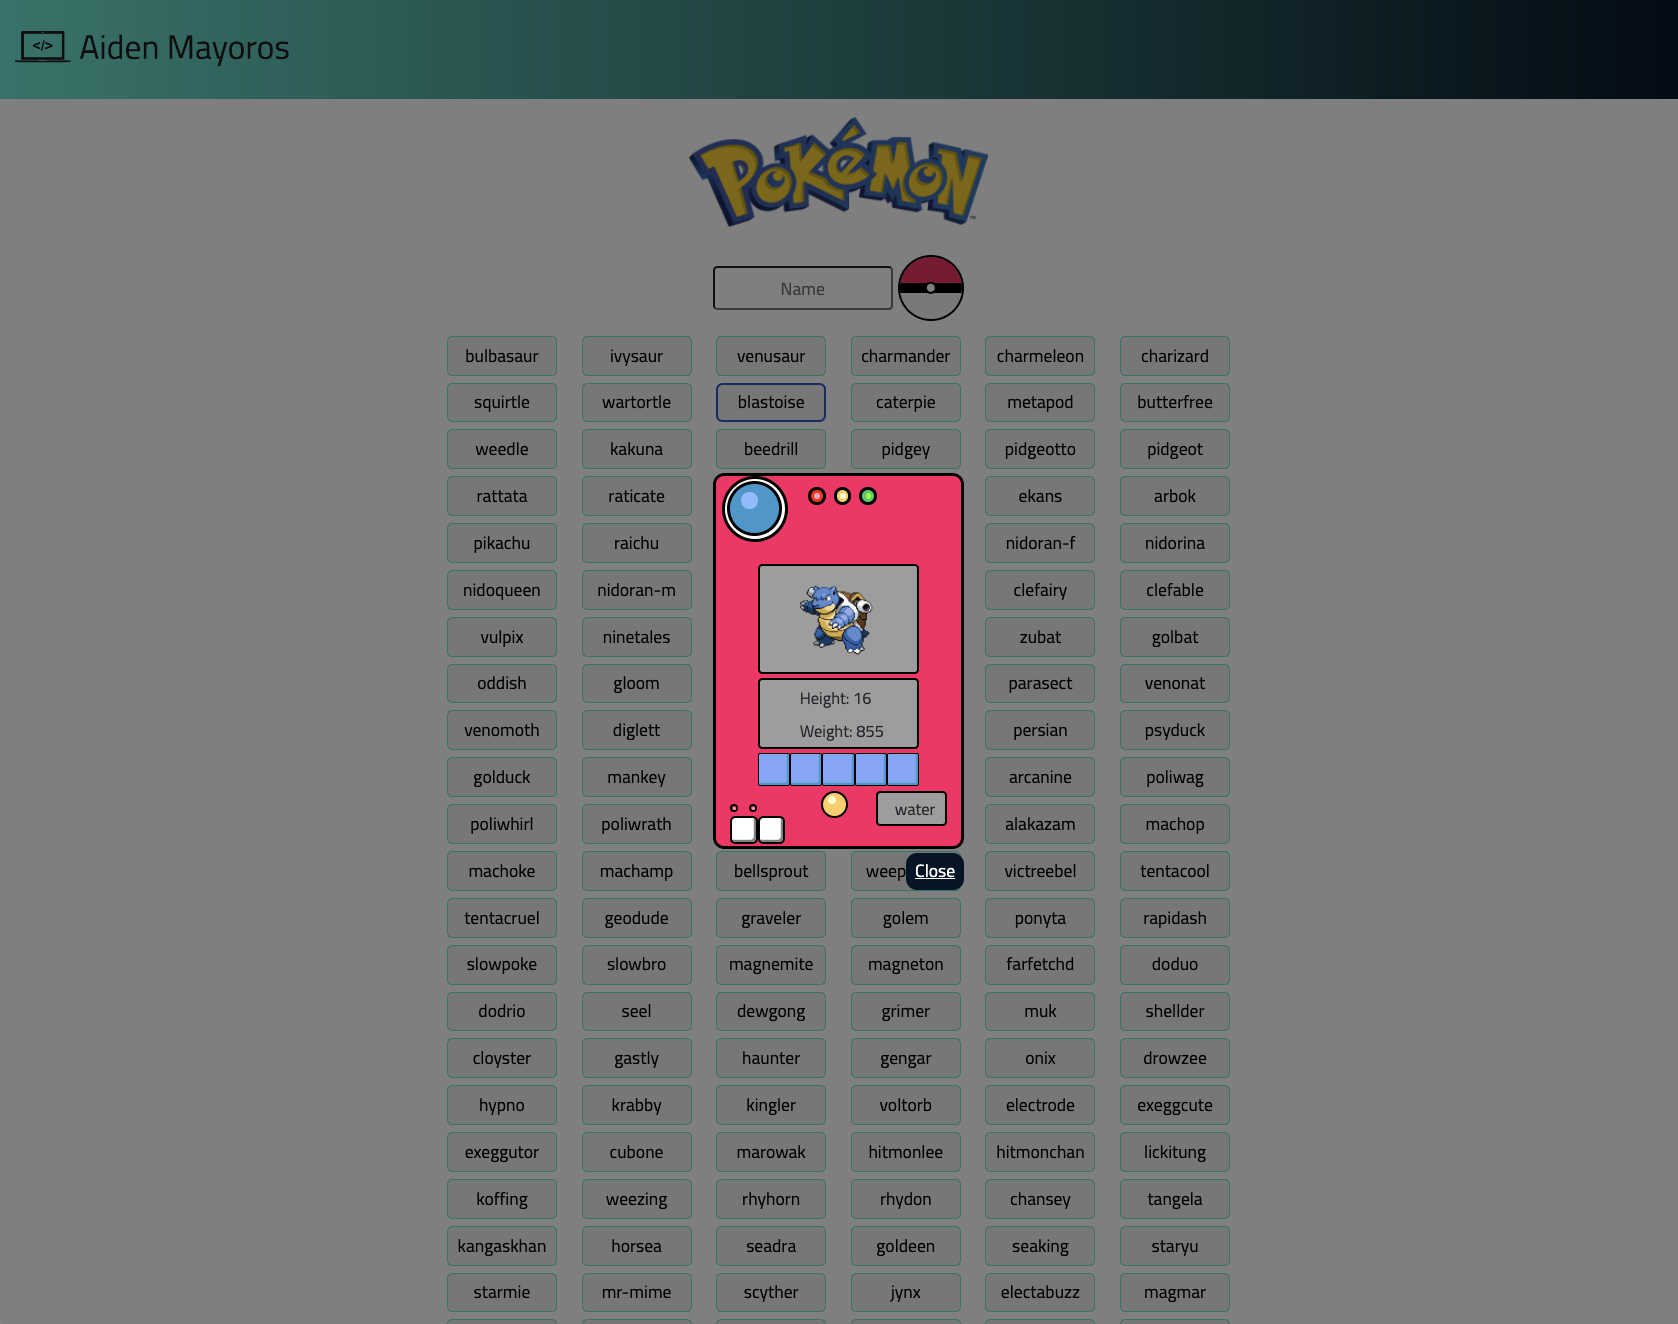 </> Aiden Mayoros
POKéMON
™
Name
bulbasaur ivysaur venusaur charmander charmeleon charizard
squirtle wartortle blastoise caterpie metapod butterfree
weedle kakuna beedrill pidgey pidgeotto pidgeot
rattata raticate ekans arbok
pikachu raichu nidoran-f nidorina
nidoqueen nidoran-m clefairy clefable
vulpix ninetales zubat golbat
oddish gloom parasect venonat
Height: 16
venomoth diglett Weight: 855 persian psyduck
golduck mankey arcanine poliwag
poliwhirl poliwrath water alakazam machop
machoke machamp bellsprout weep Close victreebel tentacool
tentacruel geodude graveler golem ponyta rapidash
slowpoke slowbro magnemite magneton farfetchd doduo
dodrio seel dewgong grimer muk shellder
cloyster gastly haunter gengar onix drowzee
hypno krabby kingler voltorb electrode exeggcute
exeggutor cubone marowak hitmonlee hitmonchan lickitung
koffing weezing rhyhorn rhydon chansey tangela
kangaskhan horsea seadra goldeen seaking staryu
starmie mr-mime scyther jynx electabuzz magmar